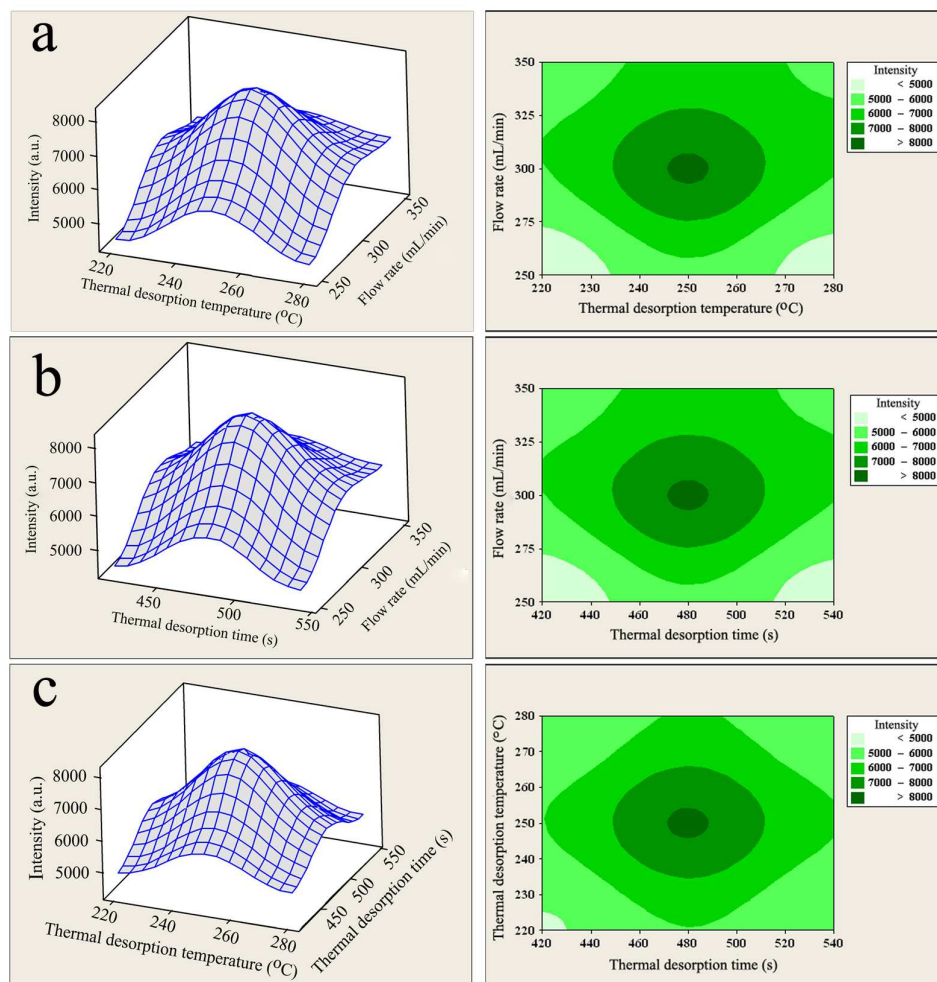 a
8000
7000
6000
5000
Intensity (a.u.)
220
240
260
280
Thermal desorption temperature (°C)
250
300
350
Flow rate (mL/min)
350
325
300
275
250
Flow rate (mL/min)
220 230 240 250 260 270 280
Thermal desorption temperature (°C)
Intensity
< 5000
5000 – 6000
6000 – 7000
7000 – 8000
> 8000
b
8000
7000
6000
5000
Intensity (a.u.)
450
500
550
Thermal desorption time (s)
250
300
350
Flow rate (mL/min)
350
325
300
275
250
Flow rate (mL/min)
420 440 460 480 500 520 540
Thermal desorption time (s)
Intensity
< 5000
5000 – 6000
6000 – 7000
7000 – 8000
> 8000
c
8000
7000
6000
5000
Intensity (a.u.)
220
240
260
280
Thermal desorption temperature (°C)
450
500
550
Thermal desorption time (s)
280
270
260
250
240
230
220
Thermal desorption temperature (°C)
420 440 460 480 500 520 540
Thermal desorption time (s)
Intensity
< 5000
5000 – 6000
6000 – 7000
7000 – 8000
> 8000